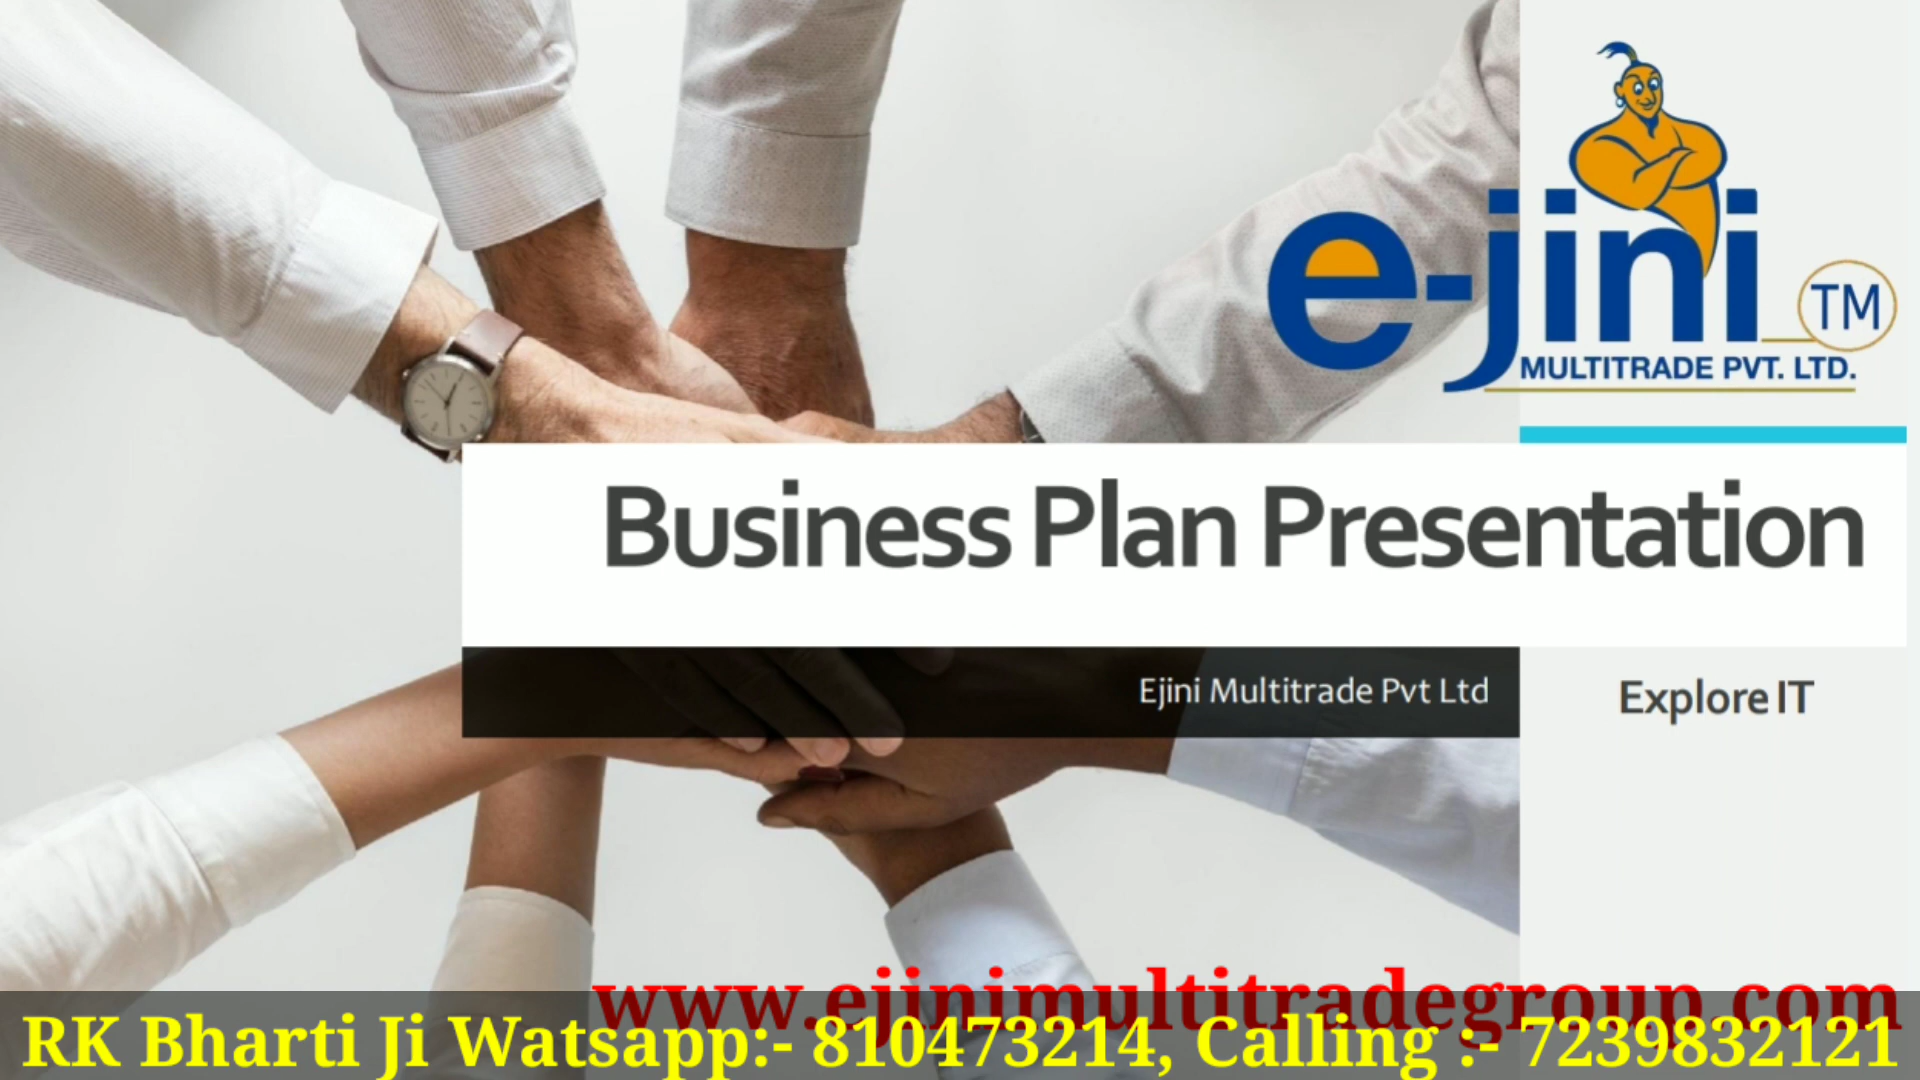 e-jini
TM
MULTITRADE PVT. LTD.
Business Plan Presentation
Ejini Multitrade Pvt Ltd
Explore IT
www.ejinimultitradegroup.com
RK Bharti Ji Watsapp:- 810473214, Calling :- 7239832121